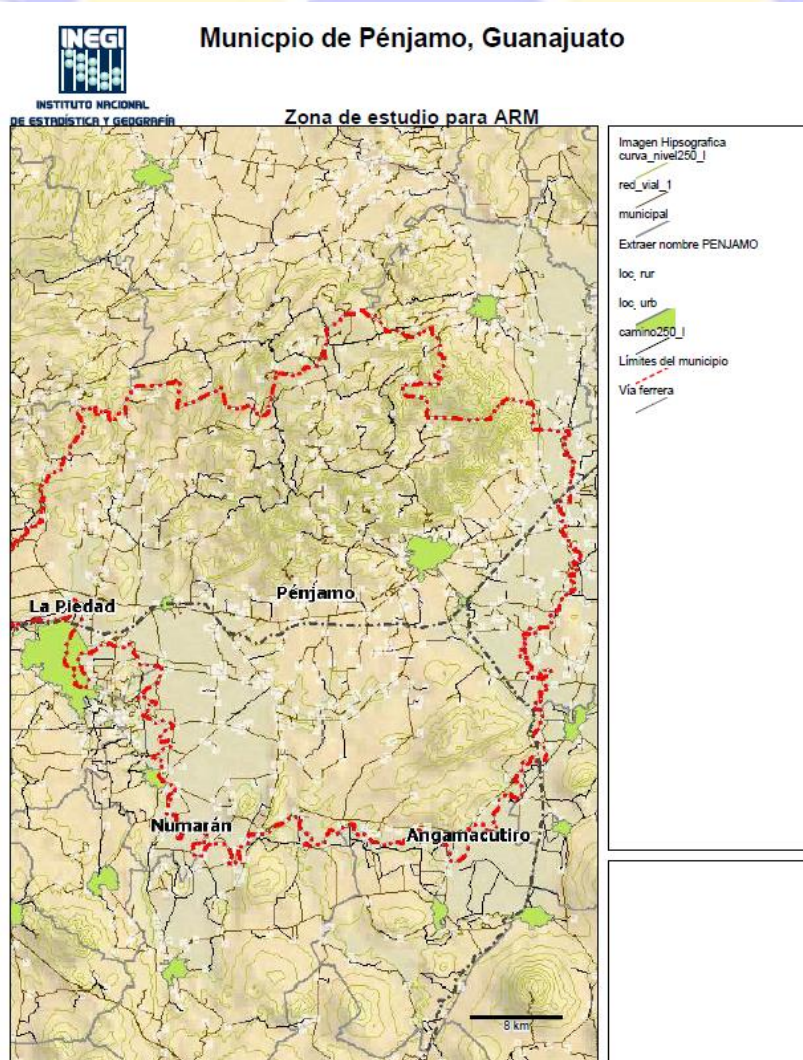 Municpio de Pénjamo, Guanajuato
INEGI
INSTITUTO NACIONAL
DE ESTADÍSTICA Y GEOGRAFÍA
Zona de estudio para ARM
Imagen Hipsografica
curva_nivel250_l
red_vial_1
municipal
Extraer nombre PENJAMO
loc_rur
loc_urb
camino250_l
Límites del municipio
Vía ferrera
Pénjamo
La Piedad
Numarán
Angamacutiro
8 km